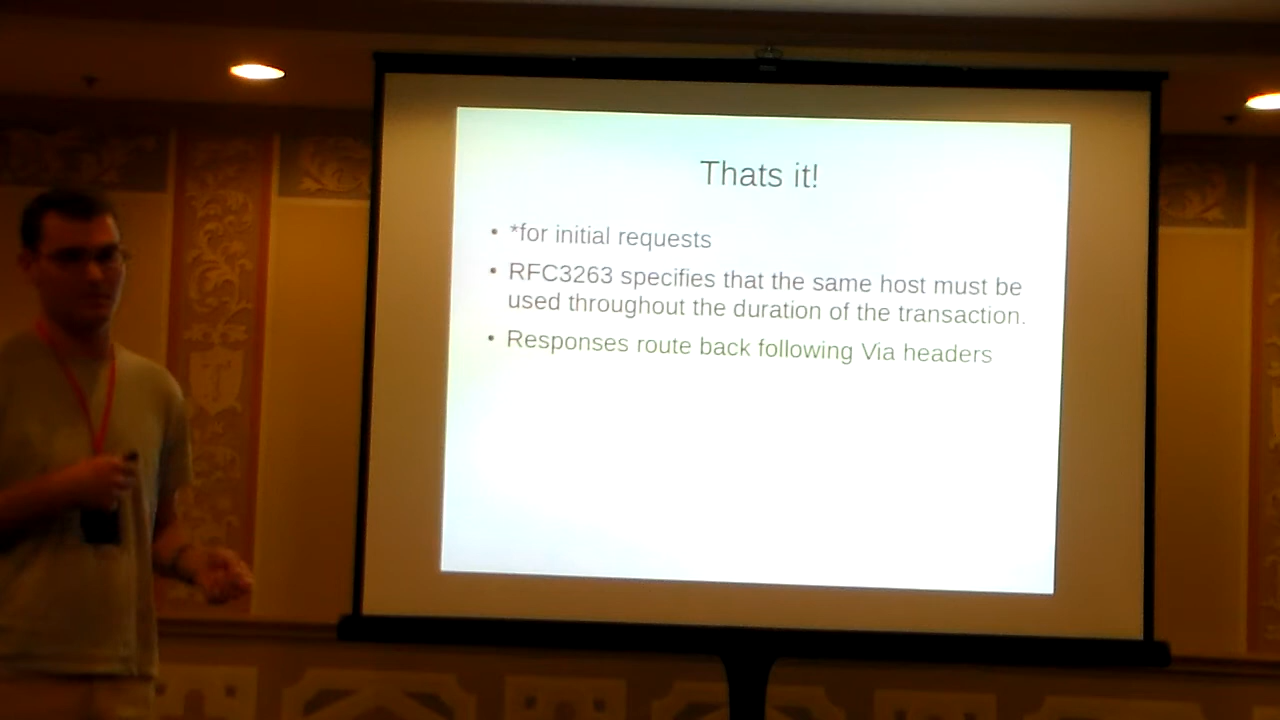 Thats it!
• *for initial requests
• RFC3263 specifies that the same host must be
used throughout the duration of the transaction.
• Responses route back following Via headers